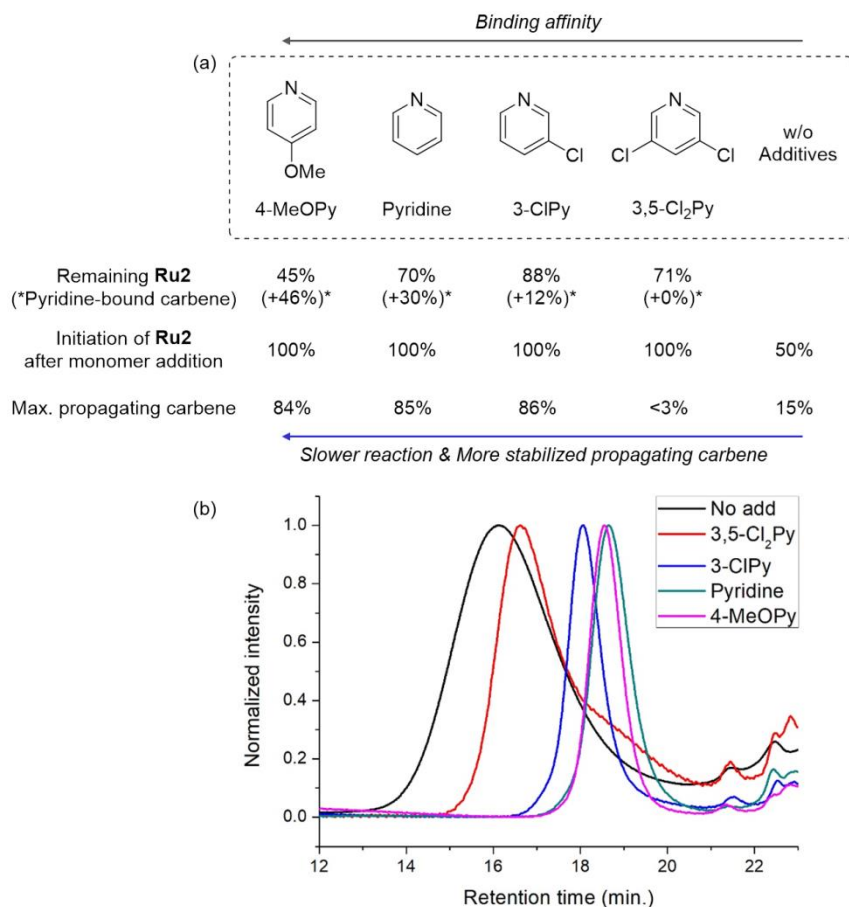 Binding affinity
(a)
N N N N
OMe Cl Cl Cl w/o Additives
4-MeOPy Pyridine 3-ClPy 3,5-Cl₂Py
Remaining Ru2 45% 70% 88% 71%
(*Pyridine-bound carbene) (+46%)* (+30%)* (+12%)* (+0%)*
Initiation of Ru2
after monomer addition 100% 100% 100% 100% 50%
Max. propagating carbene 84% 85% 86% <3% 15%
Slower reaction & More stabilized propagating carbene
(b)
No add
3,5-Cl₂Py
3-ClPy
Pyridine
4-MeOPy
Normalized intensity
1.0
0.8
0.6
0.4
0.2
0.0
12 14 16 18 20 22
Retention time (min.)